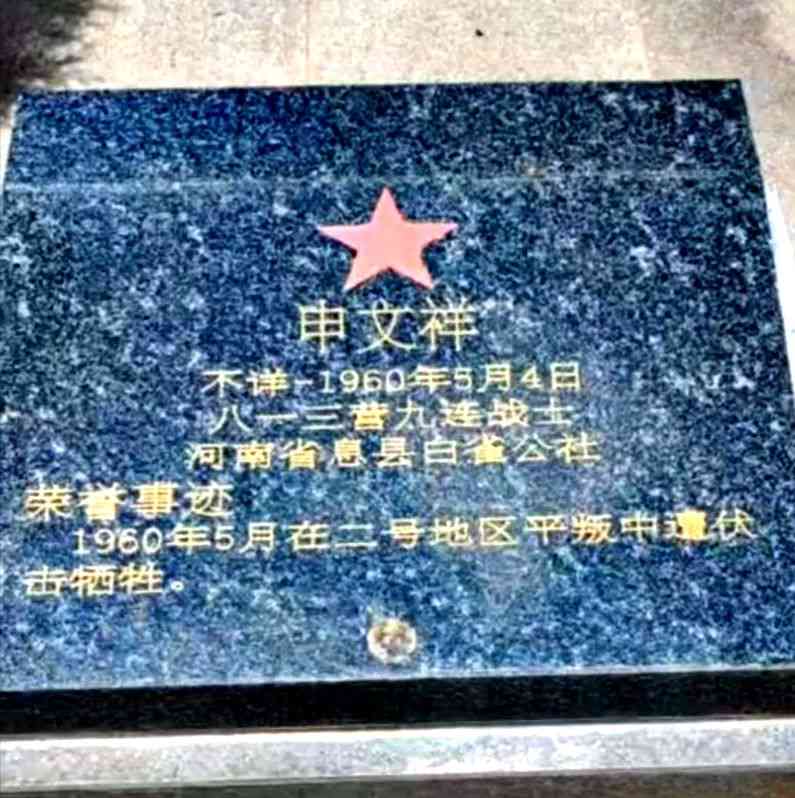 申文祥
不详-1960年5月4日
八一三营九连战士
河南省息县白雀公社
荣誉事迹
1960年5月在二号地区平叛中遭伏
击牺牲。